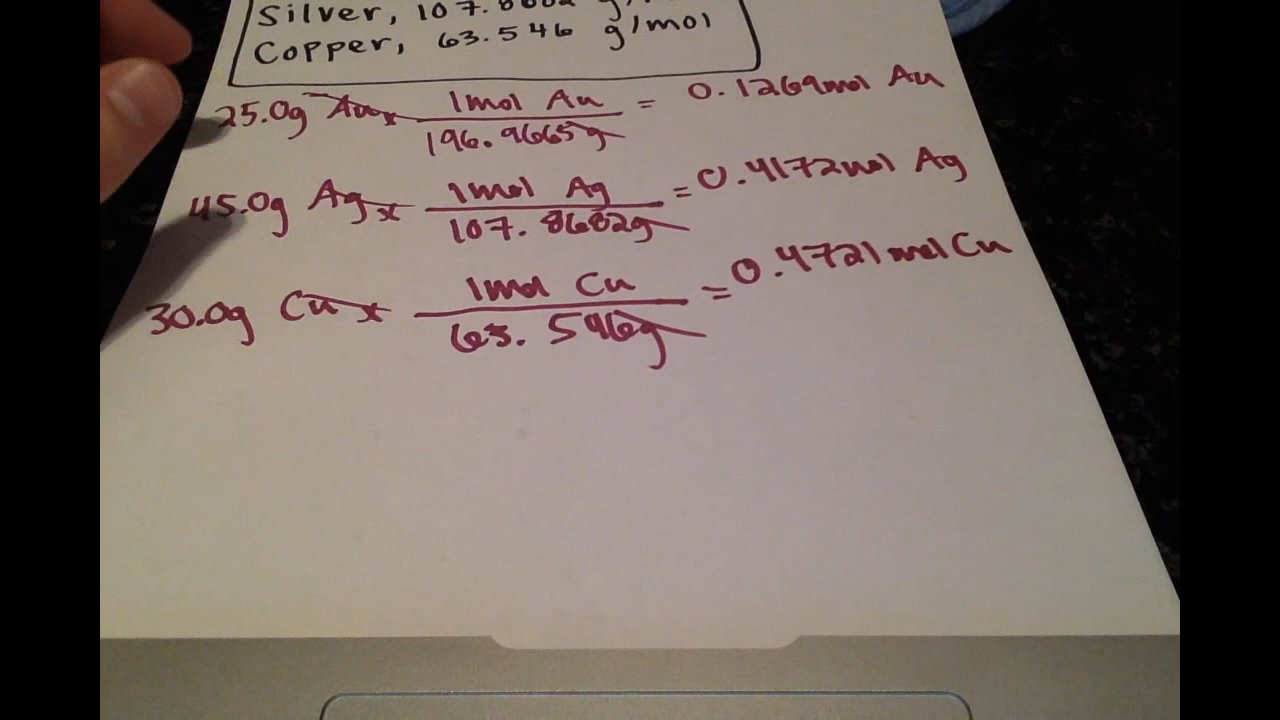 Silver, 107.8682 g/
Copper, 63.546 g/mol
25.0g Au x 1mol Au / 196.9665g = 0.1269mol Au
45.0g Ag x 1mol Ag / 107.8682g = 0.4172mol Ag
30.0g Cu x 1mol Cu / 63.546g = 0.4721mol Cu